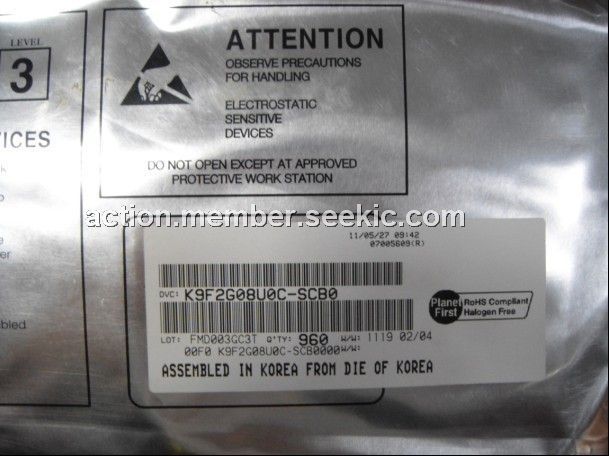 LEVEL
3
ATTENTION
OBSERVE PRECAUTIONS
FOR HANDLING
ELECTROSTATIC
SENSITIVE
DEVICES
DO NOT OPEN EXCEPT AT APPROVED
PROTECTIVE WORK STATION
VICES
action.member.seekic.com
11/05/27 09:42
07005609(R)
DVC: K9F2G08U0C-SCB0
Planet First
RoHS Compliant
Halogen Free
LOT: FMD003GC3T Q'TY: 960 W/W: 1119 02/04
00F0 K9F2G08U0C-SCB0000 W/W:
ASSEMBLED IN KOREA FROM DIE OF KOREA